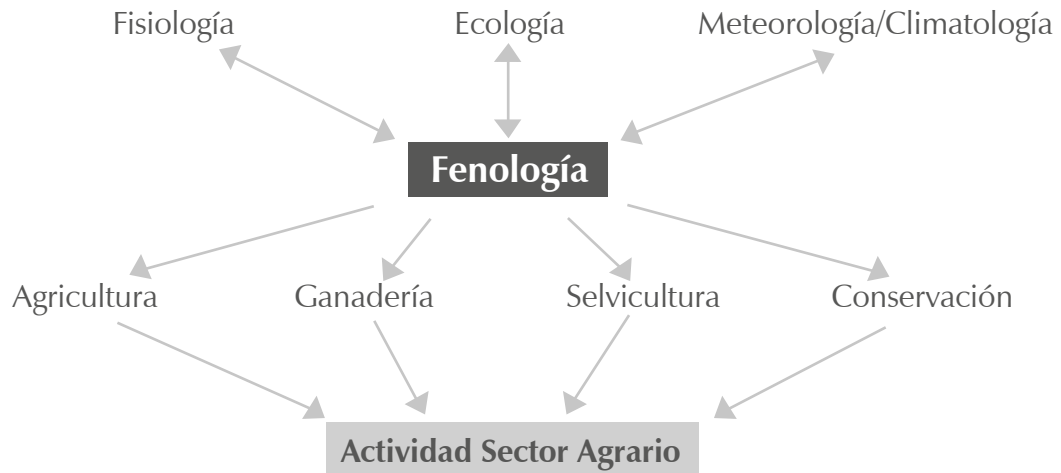 Fisiología
Ecología
Meteorología/Climatología
Fenología
Agricultura
Ganadería
Selvicultura
Conservación
Actividad Sector Agrario